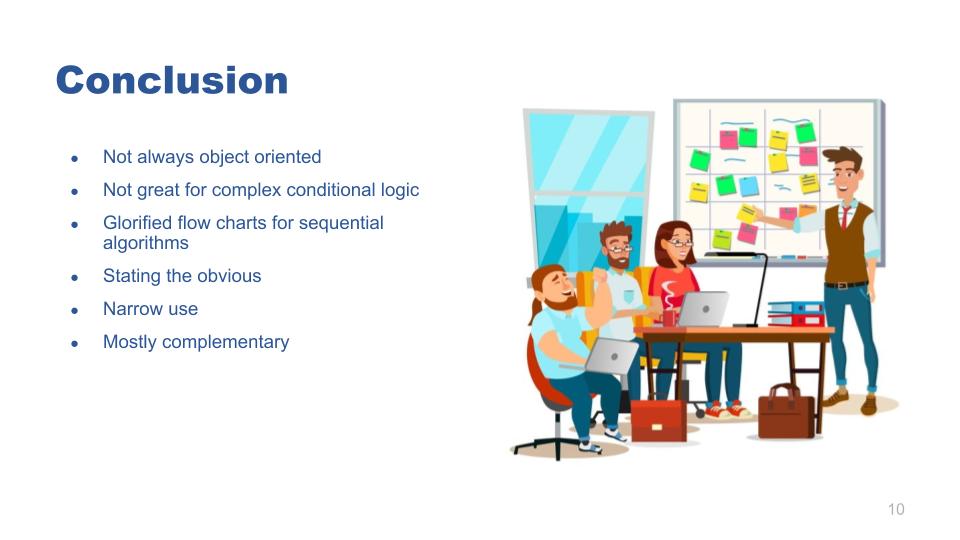 Conclusion
● Not always object oriented
● Not great for complex conditional logic
● Glorified flow charts for sequential
algorithms
● Stating the obvious
● Narrow use
● Mostly complementary
10